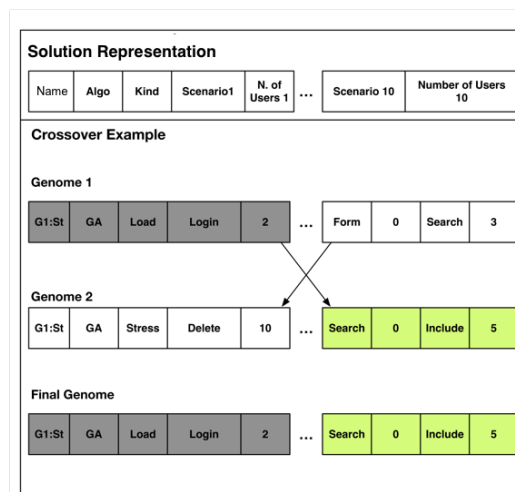 Solution Representation
Name Algo Kind Scenario1 N. of Users 1 ... Scenario 10 Number of Users 10
Crossover Example
Genome 1
G1:St GA Load Login 2 ... Form 0 Search 3
Genome 2
G1:St GA Stress Delete 10 ... Search 0 Include 5
Final Genome
G1:St GA Load Login 2 ... Search 0 Include 5